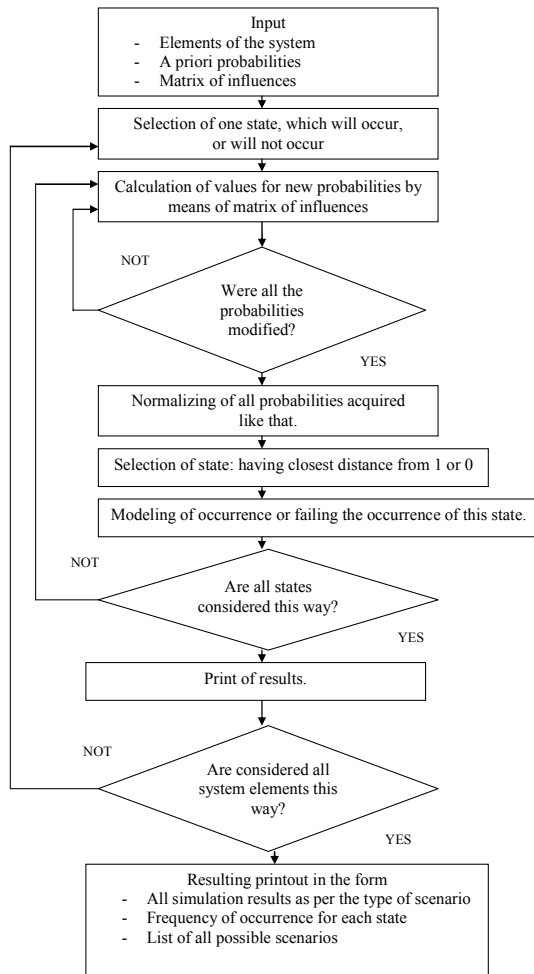 Input
- Elements of the system
- A priori probabilities
- Matrix of influences
Selection of one state, which will occur,
or will not occur
Calculation of values for new probabilities by
means of matrix of influences
NOT
Were all the
probabilities
modified?
YES
Normalizing of all probabilities acquired
like that.
Selection of state: having closest distance from 1 or 0
Modeling of occurrence or failing the occurrence of this state.
NOT
Are all states
considered this way?
YES
Print of results.
NOT
Are considered all
system elements this
way?
YES
Resulting printout in the form
- All simulation results as per the type of scenario
- Frequency of occurrence for each state
- List of all possible scenarios